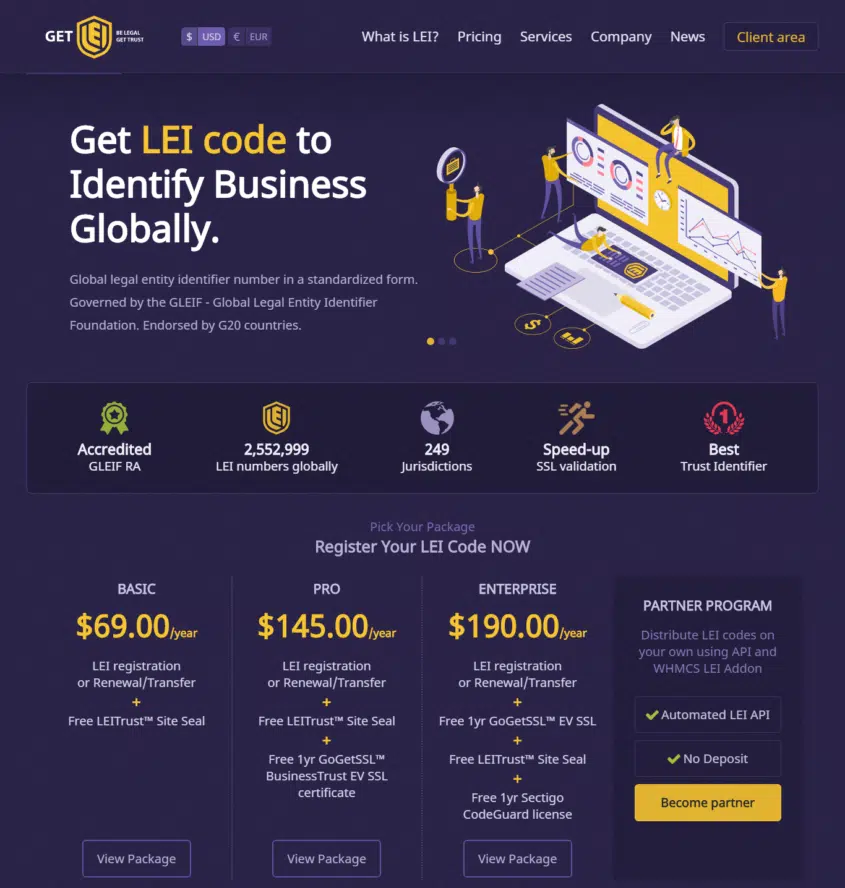 GET LEI BE LEGAL
GET TRUST
$ USD € EUR
What is LEI? Pricing Services Company News Client area
Get LEI code to
Identify Business
Globally.
Global legal entity identifier number in a standardized form.
Governed by the GLEIF - Global Legal Entity Identifier
Foundation. Endorsed by G20 countries.
LEI
$
LEI
1
Accredited
GLEIF RA
2,552,999
LEI numbers globally
249
Jurisdictions
Speed-up
SSL validation
Best
Trust Identifier
Pick Your Package
Register Your LEI Code NOW
BASIC
$69.00/year
LEI registration
or Renewal/Transfer
+
Free LEITrust™ Site Seal
View Package
PRO
$145.00/year
LEI registration
or Renewal/Transfer
+
Free LEITrust™ Site Seal
+
Free 1yr GoGetSSL™
BusinessTrust EV SSL
certificate
View Package
ENTERPRISE
$190.00/year
LEI registration
or Renewal/Transfer
+
Free 1yr GoGetSSL™ EV SSL
+
Free LEITrust™ Site Seal
+
Free 1yr Sectigo
CodeGuard license
View Package
PARTNER PROGRAM
Distribute LEI codes on
your own using API and
WHMCS LEI Addon
Automated LEI API
No Deposit
Become partner